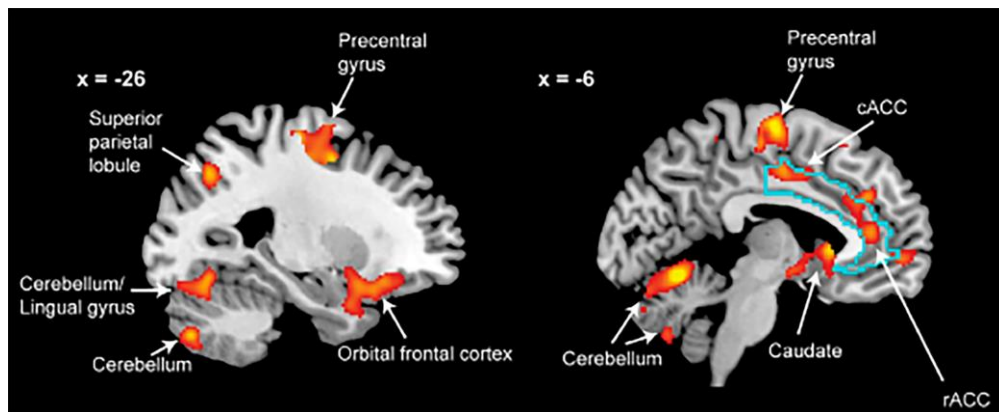 x = -26
Precentral
gyrus
Superior
parietal
lobule
Cerebellum/
Lingual gyrus
Cerebellum
Orbital frontal cortex
x = -6
Precentral
gyrus
cACC
Cerebellum
Caudate
rACC